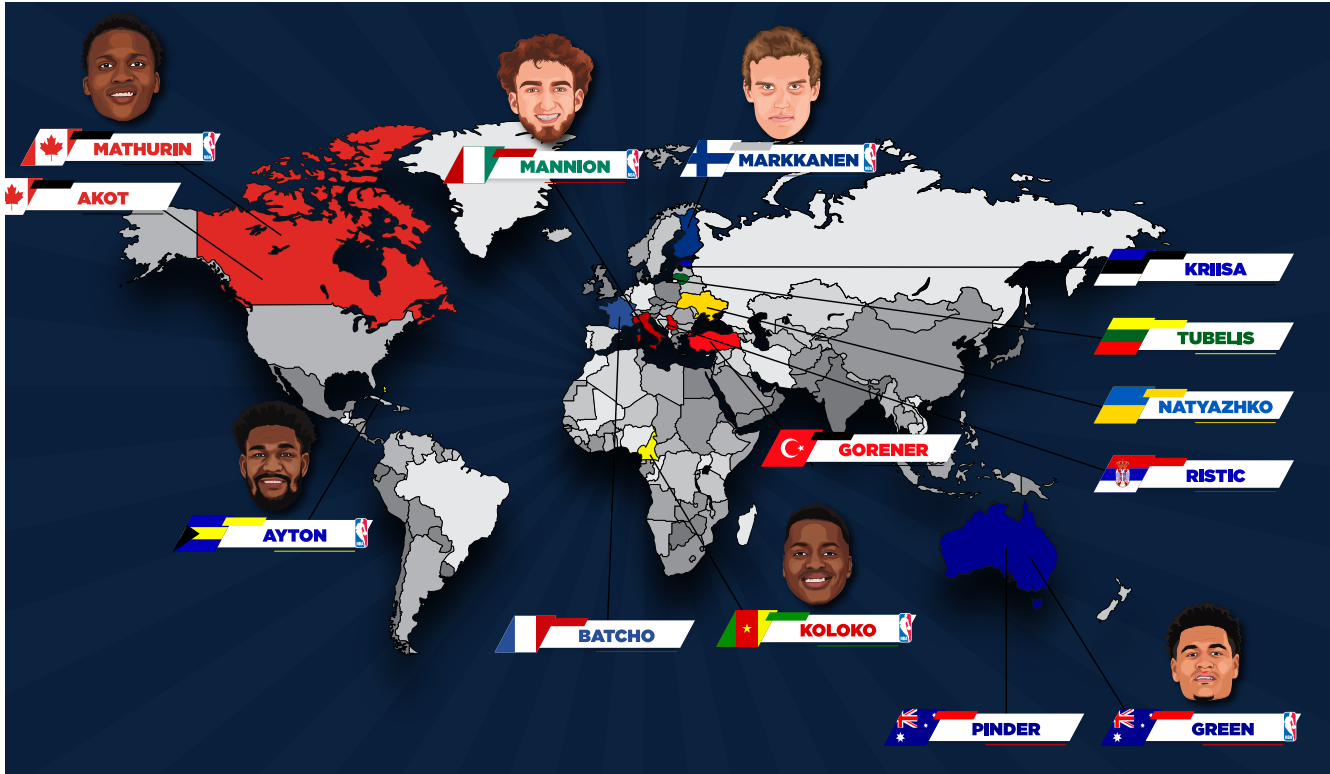 MATHURIN
AKOT
MANNION
MARKKANEN
KRIISA
TUBELIS
NATYAZHKO
GORENER
RISTIC
AYTON
BATCHO
KOLOKO
PINDER
GREEN